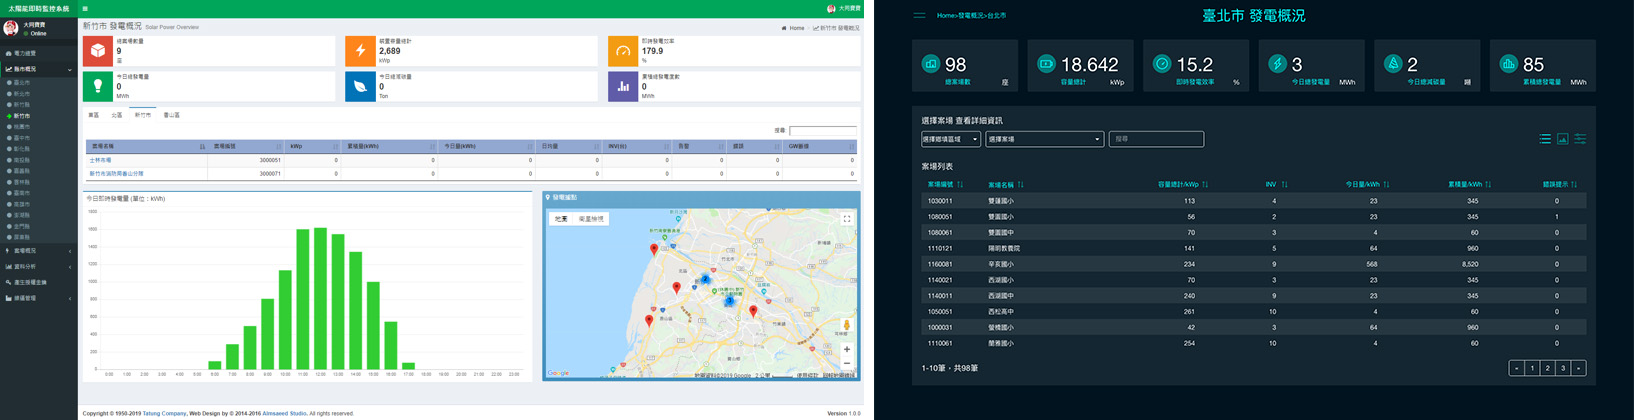 太陽能即時監控系統
大同寶寶
大同寶寶
Online
電力總覽
縣市概況
臺北市
新北市
新竹縣
新竹市
桃園市
臺中市
彰化縣
南投縣
嘉義縣
雲林縣
臺南市
高雄市
澎湖縣
金門縣
屏東縣
案場概況
資料分析
維運管理
新竹市 發電概況 Solar Power Overview
Home > 新竹市 發電概況
總案場數量
9
座
裝置容量總計
2,689
kWp
即時發電效率
179.9
%
今日總發電量
0
MWh
今日總減碳量
0
Ton
累積總發電度數
0
MWh
東區 北區 新竹市 香山區
搜尋:
案場名稱 案場編號 kWp 累積量(kWh) 今日量(kWh) 日均量 INV(台) 告警 錯誤 GW斷線
士林市場 3000051 0 0 0 0 0 0 0 0
新竹市消防局香山分隊 3000071 0 0 0 0 0 0 0 0
今日即時發電量 (單位：kWh)
1800
1600
1400
1200
1000
800
600
400
200
0
0:00 1:00 2:00 3:00 4:00 5:00 6:00 7:00 8:00 9:00 10:00 11:00 12:00 13:00 14:00 15:00 16:00 17:00 18:00 19:00 20:00 21:00 22:00 23:00
發電據點
地圖 衛星檢視
Google
地圖資料©2019 Google 2 公里 使用條款
Copyright © 1950-2019 Tatung Company, Web Design by © 2014-2016 Almsaeed Studio. All rights reserved.
Version 1.0.0
Home>發電概況>台北市
臺北市 發電概況
98
總案場數 座
18.642
容量總計 kWp
15.2
即時發電效率 %
3
今日總發電量 MWh
2
今日總減碳量 噸
85
累積總發電量 MWh
選擇案場 查看詳細資訊
選擇鄉鎮區域 選擇案場 搜尋
案場列表
案場編號 案場名稱 容量總計/kWp INV 今日量/kWh 累積量/kWh 錯誤提示
1030011 雙蓮國小 113 4 23 345 0
1080051 雙園國小 56 2 23 345 1
1080061 雙園國中 70 3 4 60 0
1110121 陽明教養院 141 5 64 960 0
1160081 辛亥國小 234 9 568 8,520 0
1140021 西湖國小 70 3 23 345 0
1140011 西湖國中 240 9 23 345 0
1050051 西松高中 261 10 4 60 0
1000031 螢橋國小 42 3 64 960 0
1110061 蘭雅國小 254 10 4 60 0
1-10筆，共98筆
« 1 2 3 »